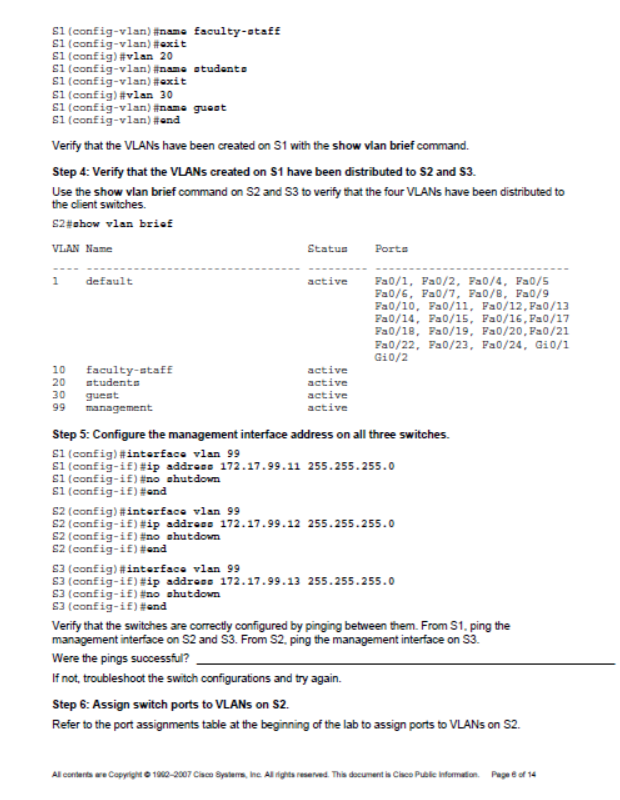 S1(config-vlan)#name faculty-staff
S1(config-vlan)#exit
S1(config)#vlan 20
S1(config-vlan)#name students
S1(config-vlan)#exit
S1(config)#vlan 30
S1(config-vlan)#name guest
S1(config-vlan)#end
Verify that the VLANs have been created on S1 with the show vlan brief command.
Step 4: Verify that the VLANs created on S1 have been distributed to S2 and S3.
Use the show vlan brief command on S2 and S3 to verify that the four VLANs have been distributed to
the client switches.
S2#show vlan brief
VLAN Name Status Ports
---- -------------------------------- --------- -------------------------------
1 default active Fa0/1, Fa0/2, Fa0/4, Fa0/5
Fa0/6, Fa0/7, Fa0/8, Fa0/9
Fa0/10, Fa0/11, Fa0/12,Fa0/13
Fa0/14, Fa0/15, Fa0/16,Fa0/17
Fa0/18, Fa0/19, Fa0/20,Fa0/21
Fa0/22, Fa0/23, Fa0/24, Gi0/1
Gi0/2
10 faculty-staff active
20 students active
30 guest active
99 management active
Step 5: Configure the management interface address on all three switches.
S1(config)#interface vlan 99
S1(config-if)#ip address 172.17.99.11 255.255.255.0
S1(config-if)#no shutdown
S1(config-if)#end
S2(config)#interface vlan 99
S2(config-if)#ip address 172.17.99.12 255.255.255.0
S2(config-if)#no shutdown
S2(config-if)#end
S3(config)#interface vlan 99
S3(config-if)#ip address 172.17.99.13 255.255.255.0
S3(config-if)#no shutdown
S3(config-if)#end
Verify that the switches are correctly configured by pinging between them. From S1, ping the
management interface on S2 and S3. From S2, ping the management interface on S3.
Were the pings successful? ____________________
If not, troubleshoot the switch configurations and try again.
Step 6: Assign switch ports to VLANs on S2.
Refer to the port assignments table at the beginning of the lab to assign ports to VLANs on S2.
All contents are Copyright © 1992–2007 Cisco Systems, Inc. All rights reserved. This document is Cisco Public Information. Page 6 of 14